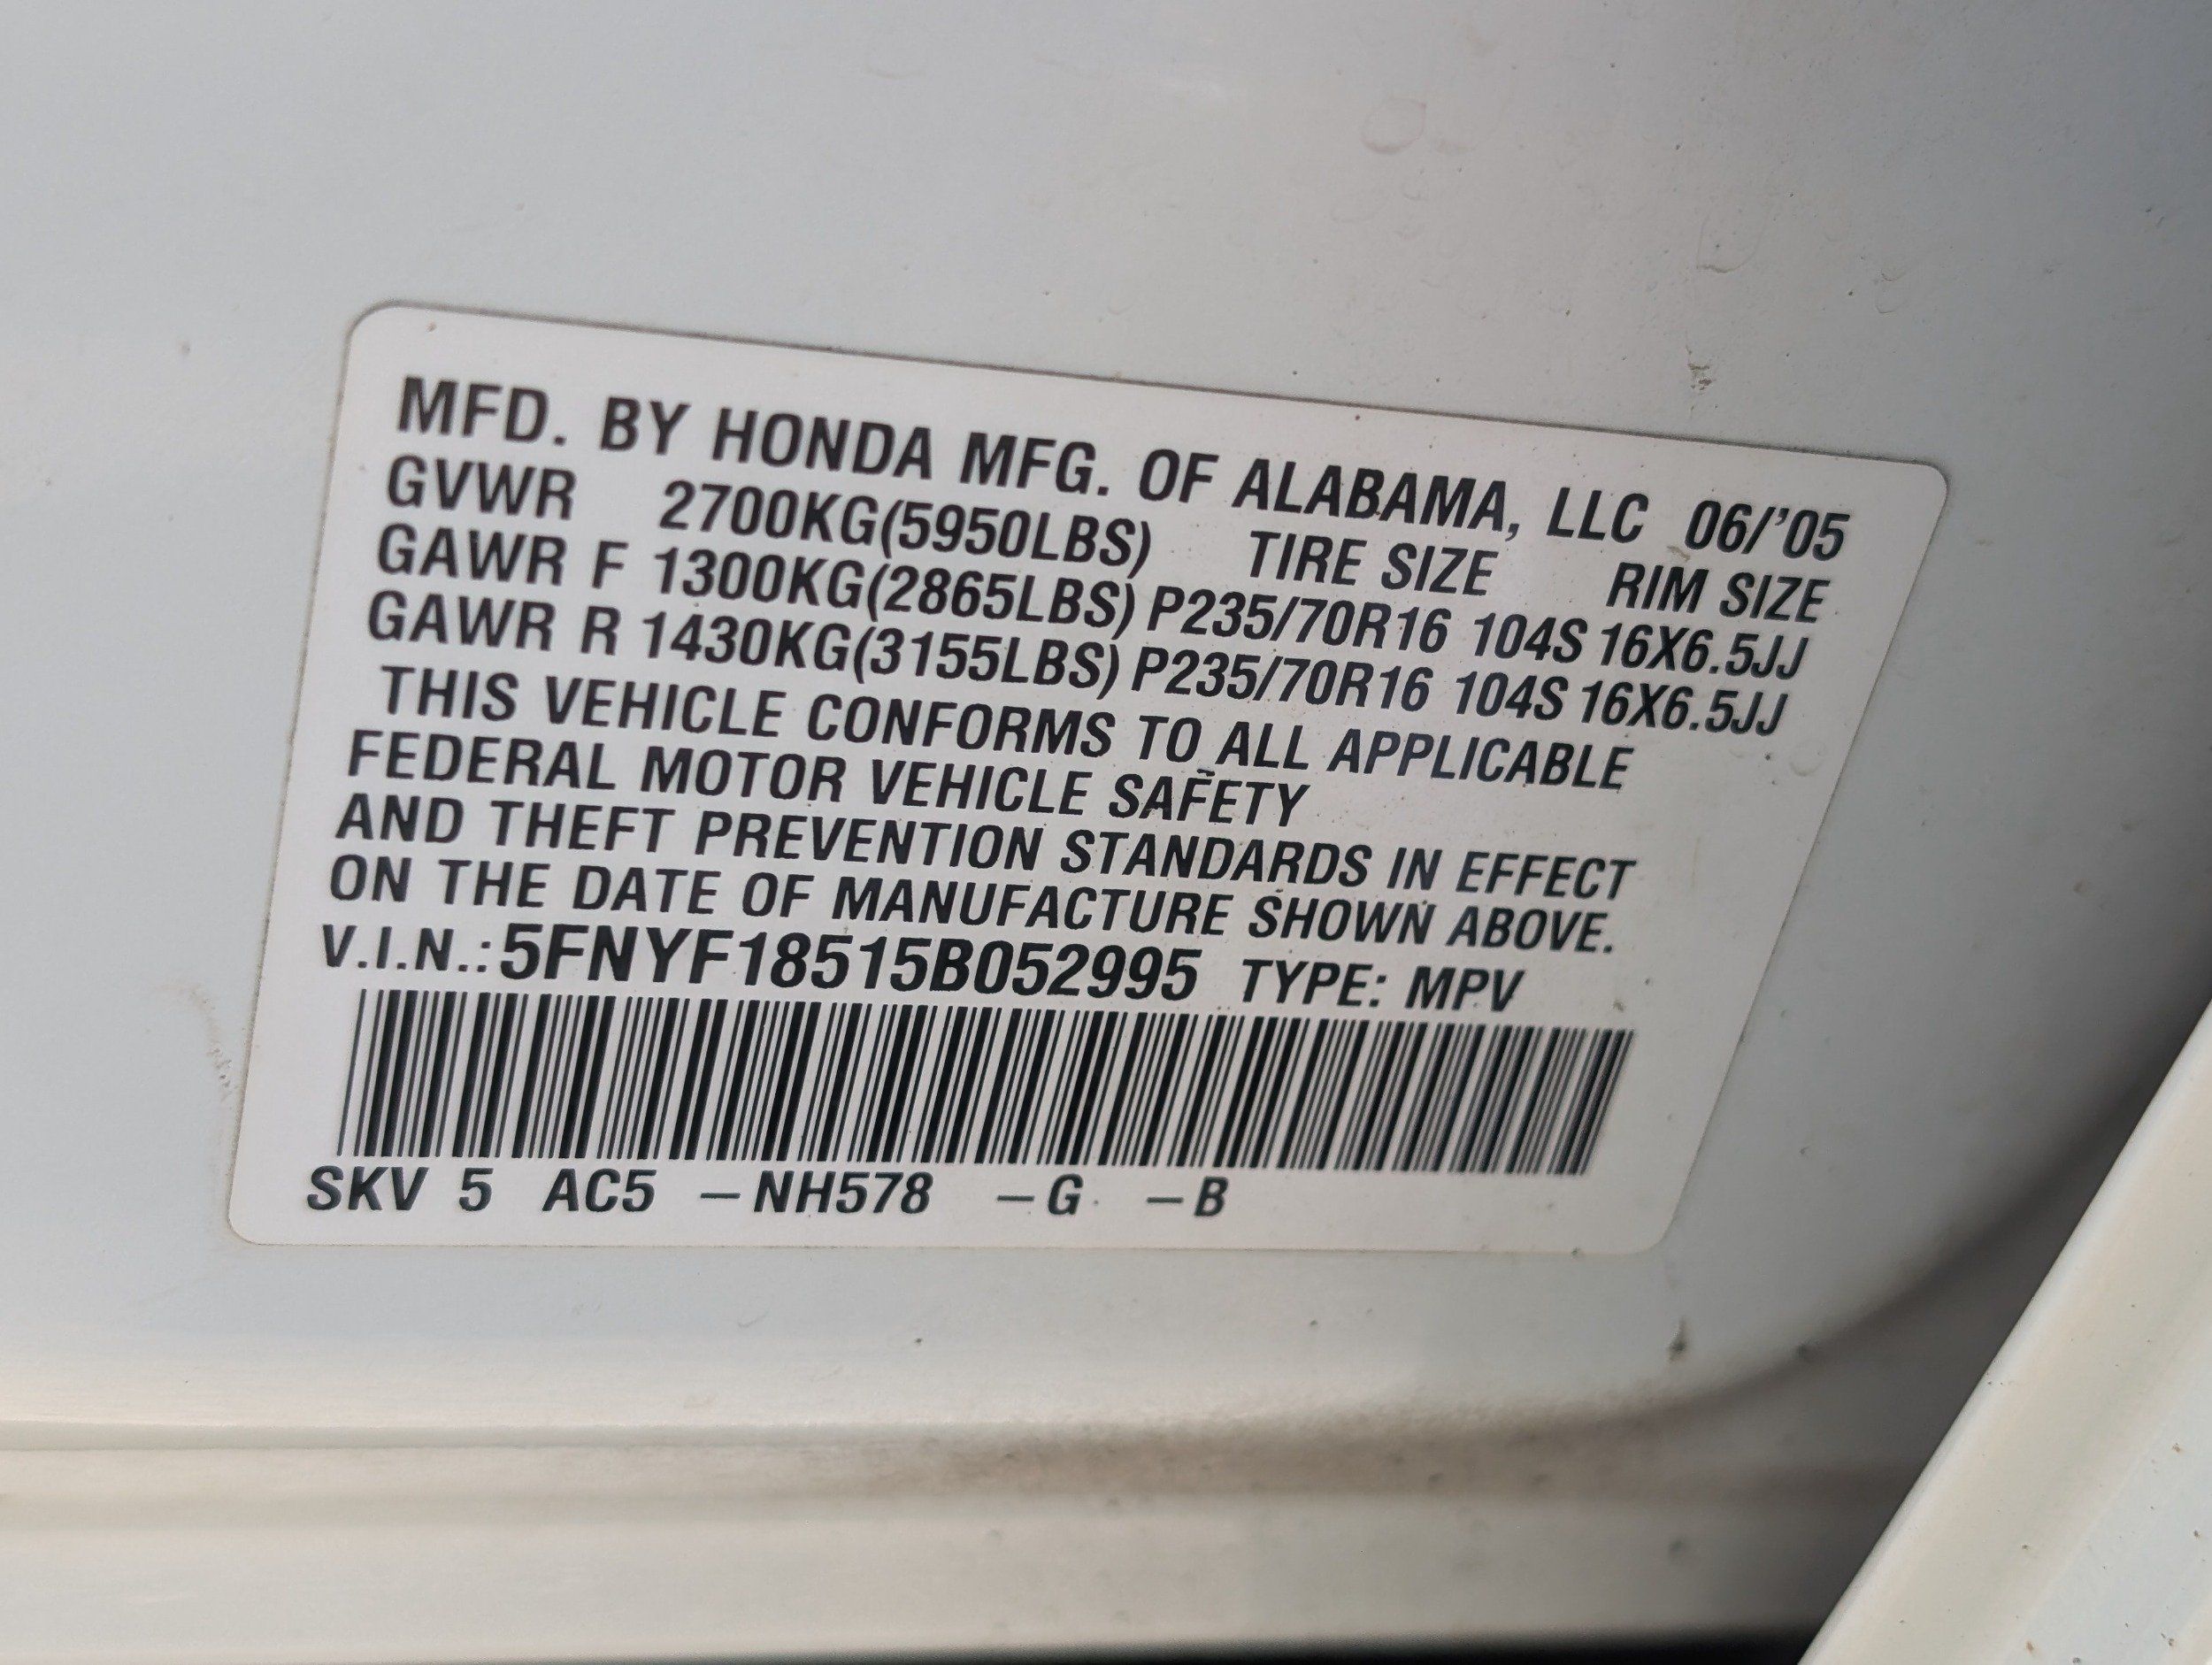 MFD. BY HONDA MFG. OF ALABAMA, LLC 06/'05
GVWR 2700KG(5950LBS) TIRE SIZE RIM SIZE
GAWR F 1300KG(2865LBS) P235/70R16 104S 16X6.5JJ
GAWR R 1430KG(3155LBS) P235/70R16 104S 16X6.5JJ
THIS VEHICLE CONFORMS TO ALL APPLICABLE
FEDERAL MOTOR VEHICLE SAFETY
AND THEFT PREVENTION STANDARDS IN EFFECT
ON THE DATE OF MANUFACTURE SHOWN ABOVE.
V.I.N.: 5FNYF18515B052995 TYPE: MPV
SKV 5 AC5 –NH578 –G –B